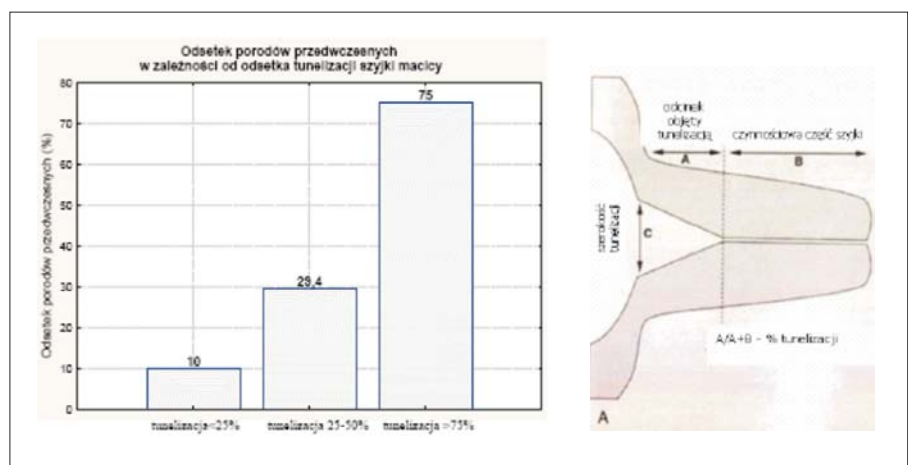 Odsetek porodów przedwczesnych
w zależności od odsetka tunelizacji szyjki macicy
Odsetek porodów przedwczesnych (%)
80
70
60
50
40
30
20
10
0
10
29,4
75
tunelizacja<25%
tunelizacja 25-50%
tunelizacja >75%
odcinek
objęty
tunelizacją
A
czynnościowa część szyjki
B
szerokość
tunelizacji
C
A/A+B - % tunelizacji
A